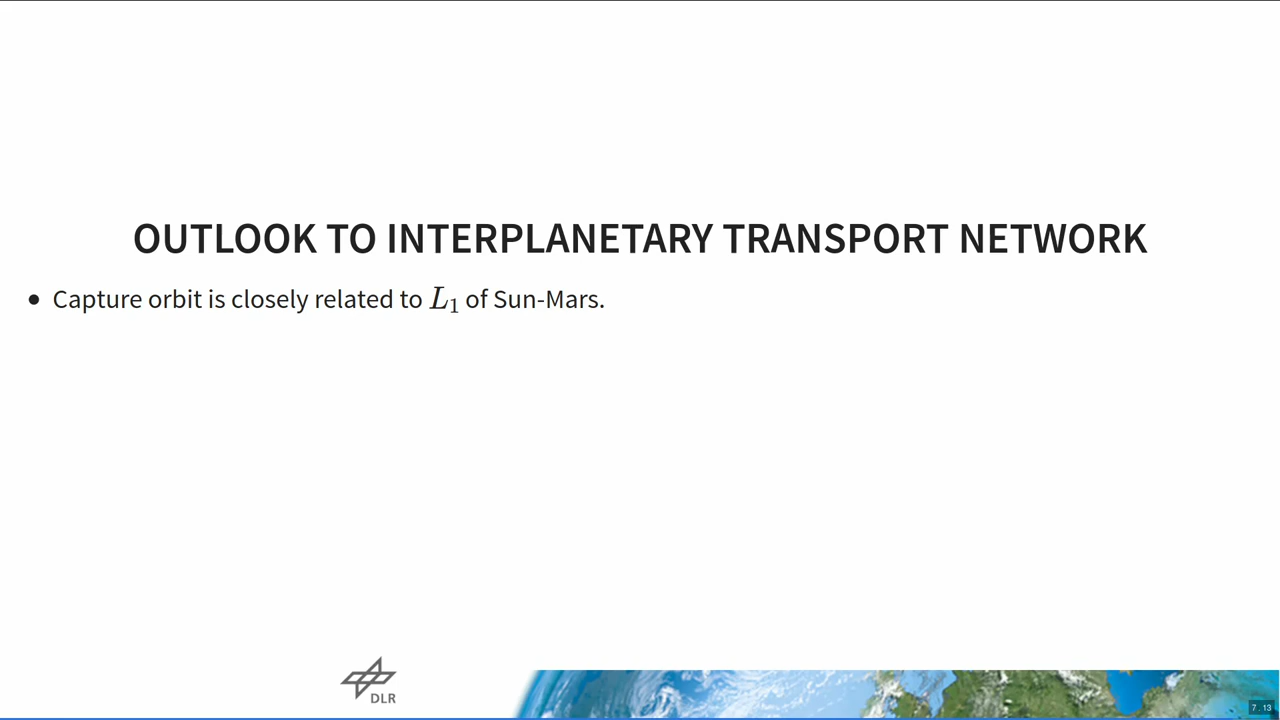 OUTLOOK TO INTERPLANETARY TRANSPORT NETWORK
• Capture orbit is closely related to L₁ of Sun-Mars.
DLR
7 . 13